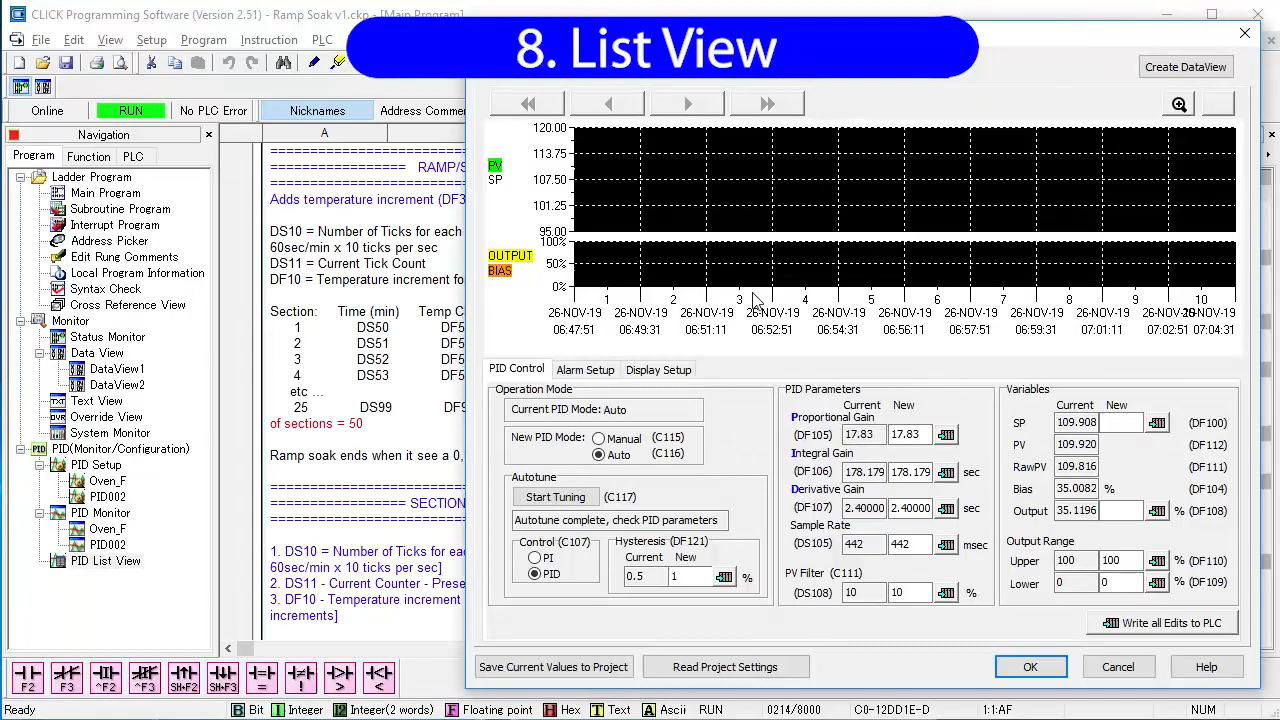 CLICK Programming Software (Version 2.51) - Ramp Soak v1.ckp - [Main Program]
8. List View
File Edit View Setup Program Instruction PLC
Create DataView
Online RUN No PLC Error Nicknames Address Comme
Navigation
Program Function PLC
Ladder Program
Main Program
Subroutine Program
Interrupt Program
Address Picker
Edit Rung Comments
Local Program Information
Syntax Check
Cross Reference View
Monitor
Status Monitor
Data View
DataView1
DataView2
Text View
Override View
System Monitor
PID(Monitor/Configuration)
PID Setup
Oven_F
PID002
PID Monitor
Oven_F
PID002
PID List View
A
================================
================ RAMP/S
================================
Adds temperature increment (DF3
DS10 = Number of Ticks for each
60sec/min x 10 ticks per sec
DS11 = Current Tick Count
DF10 = Temperature increment fo
Section: Time (min) Temp C
1 DS50 DF5
2 DS51 DF5
3 DS52 DF5
4 DS53 DF5
etc ...
25 DS99 DF9
of sections = 50
Ramp soak ends when it see a 0,
================================
================ SECTION
================================
1. DS10 = Number of Ticks for eac
60sec/min x 10 ticks per sec]
2. DS11 - Current Counter - Prese
3. DF10 - Temperature increment
increments]
120.00
113.75
PV
SP
107.50
101.25
95.00
100%
OUTPUT
50%
BIAS
0%
1 2 3 4 5 6 7 8 9 10
26-NOV-19 26-NOV-19 26-NOV-19 26-NOV-19 26-NOV-19 26-NOV-19 26-NOV-19 26-NOV-19 26-NOV-19 26-NOV-19
06:47:51 06:49:31 06:51:11 06:52:51 06:54:31 06:56:11 06:57:51 06:59:31 07:01:11 07:02:51 07:04:31
PID Control Alarm Setup Display Setup
Operation Mode
Current PID Mode: Auto
New PID Mode: Manual (C115)
Auto (C116)
Autotune
Start Tuning (C117)
Autotune complete, check PID parameters
Control (C107)
PI
PID
Hysteresis (DF121)
Current New
0.5 1 %
PID Parameters
Current New
Proportional Gain
(DF105) 17.83 17.83
Integral Gain
(DF106) 178.179 178.179 sec
Derivative Gain
(DF107) 2.40000 2.40000 sec
Sample Rate
(DS105) 442 442 msec
PV Filter (C111)
(DS108) 10 10 %
Variables
Current New
SP 109.908 (DF100)
PV 109.920 (DF112)
RawPV 109.816 (DF111)
Bias 35.0082 % (DF104)
Output 35.1196 % (DF108)
Output Range
Upper 100 100 % (DF110)
Lower 0 0 % (DF109)
Write all Edits to PLC
Save Current Values to Project Read Project Settings OK Cancel Help
F2 F3 ^F2 ^F3 SH+F2 SH+F3 = ! > <
Ready Bit Integer Integer(2 words) Floating point Hex Text Ascii RUN 0214/8000 C0-12DD1E-D 1:1:AF NUM